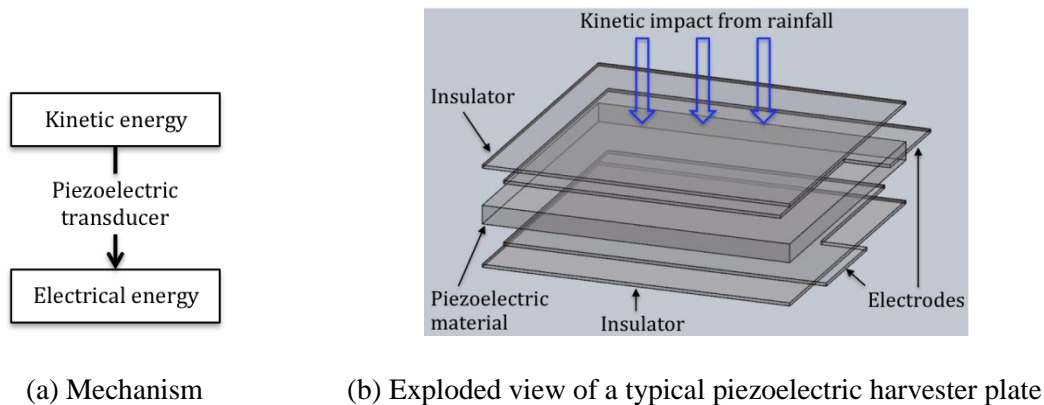 Kinetic energy
Piezoelectric
transducer
Electrical energy
Kinetic impact from rainfall
Insulator
Piezoelectric
material
Insulator
Electrodes
(a) Mechanism
(b) Exploded view of a typical piezoelectric harvester plate